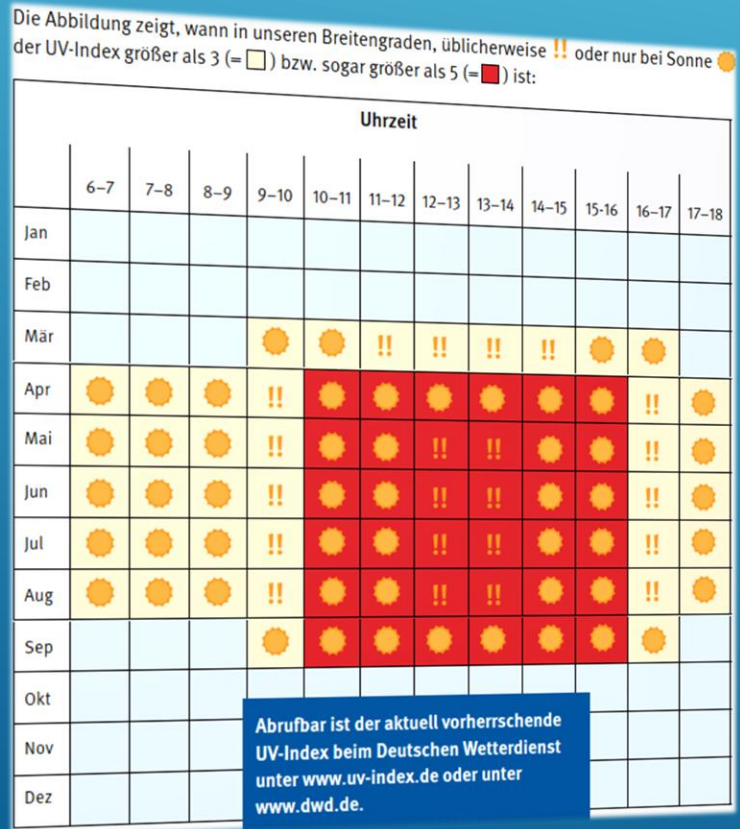 Die Abbildung zeigt, wann in unseren Breitengraden, üblicherweise !! oder nur bei Sonne
der UV-Index größer als 3 (= ) bzw. sogar größer als 5 (= ) ist:
Uhrzeit
6–7 7–8 8–9 9–10 10–11 11–12 12–13 13–14 14–15 15-16 16–17 17–18
Jan
Feb
Mär !! !! !! !!
Apr !! !!
Mai !! !! !! !!
Jun !! !! !! !!
Jul !! !! !! !!
Aug !! !! !! !!
Sep
Okt
Nov
Dez
Abrufbar ist der aktuell vorherrschende
UV-Index beim Deutschen Wetterdienst
unter www.uv-index.de oder unter
www.dwd.de.